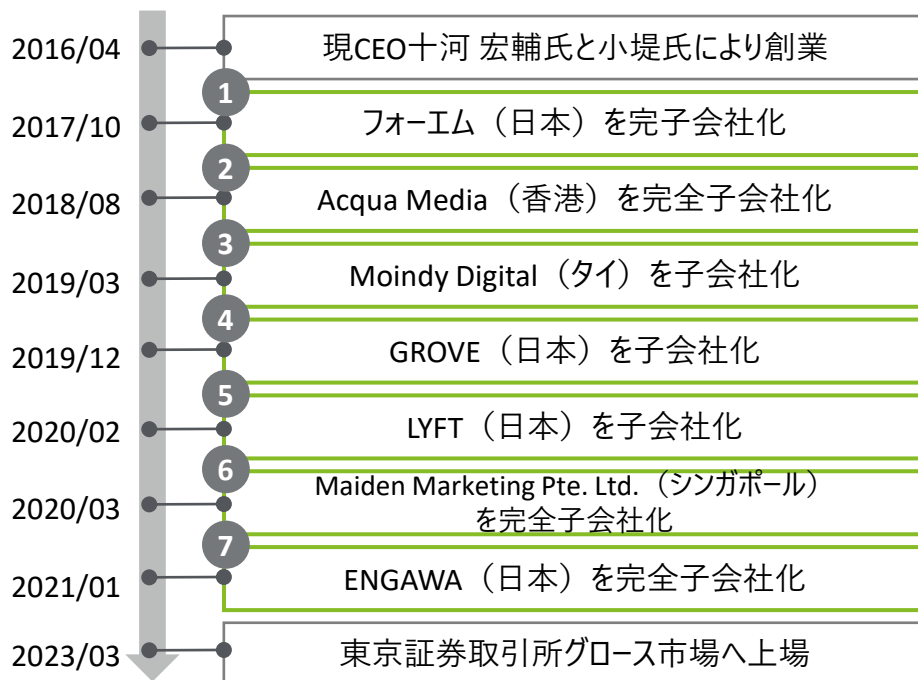 2016/04
現CEO十河 宏輔氏と小堤氏により創業
1
2017/10
フォーエム（日本）を完子会社化
2
2018/08
Acqua Media（香港）を完全子会社化
3
2019/03
Moindy Digital（タイ）を子会社化
4
2019/12
GROVE（日本）を子会社化
5
2020/02
LYFT（日本）を子会社化
6
2020/03
Maiden Marketing Pte. Ltd.（シンガポール）
を完全子会社化
7
2021/01
ENGAWA（日本）を完全子会社化
2023/03
東京証券取引所グロース市場へ上場